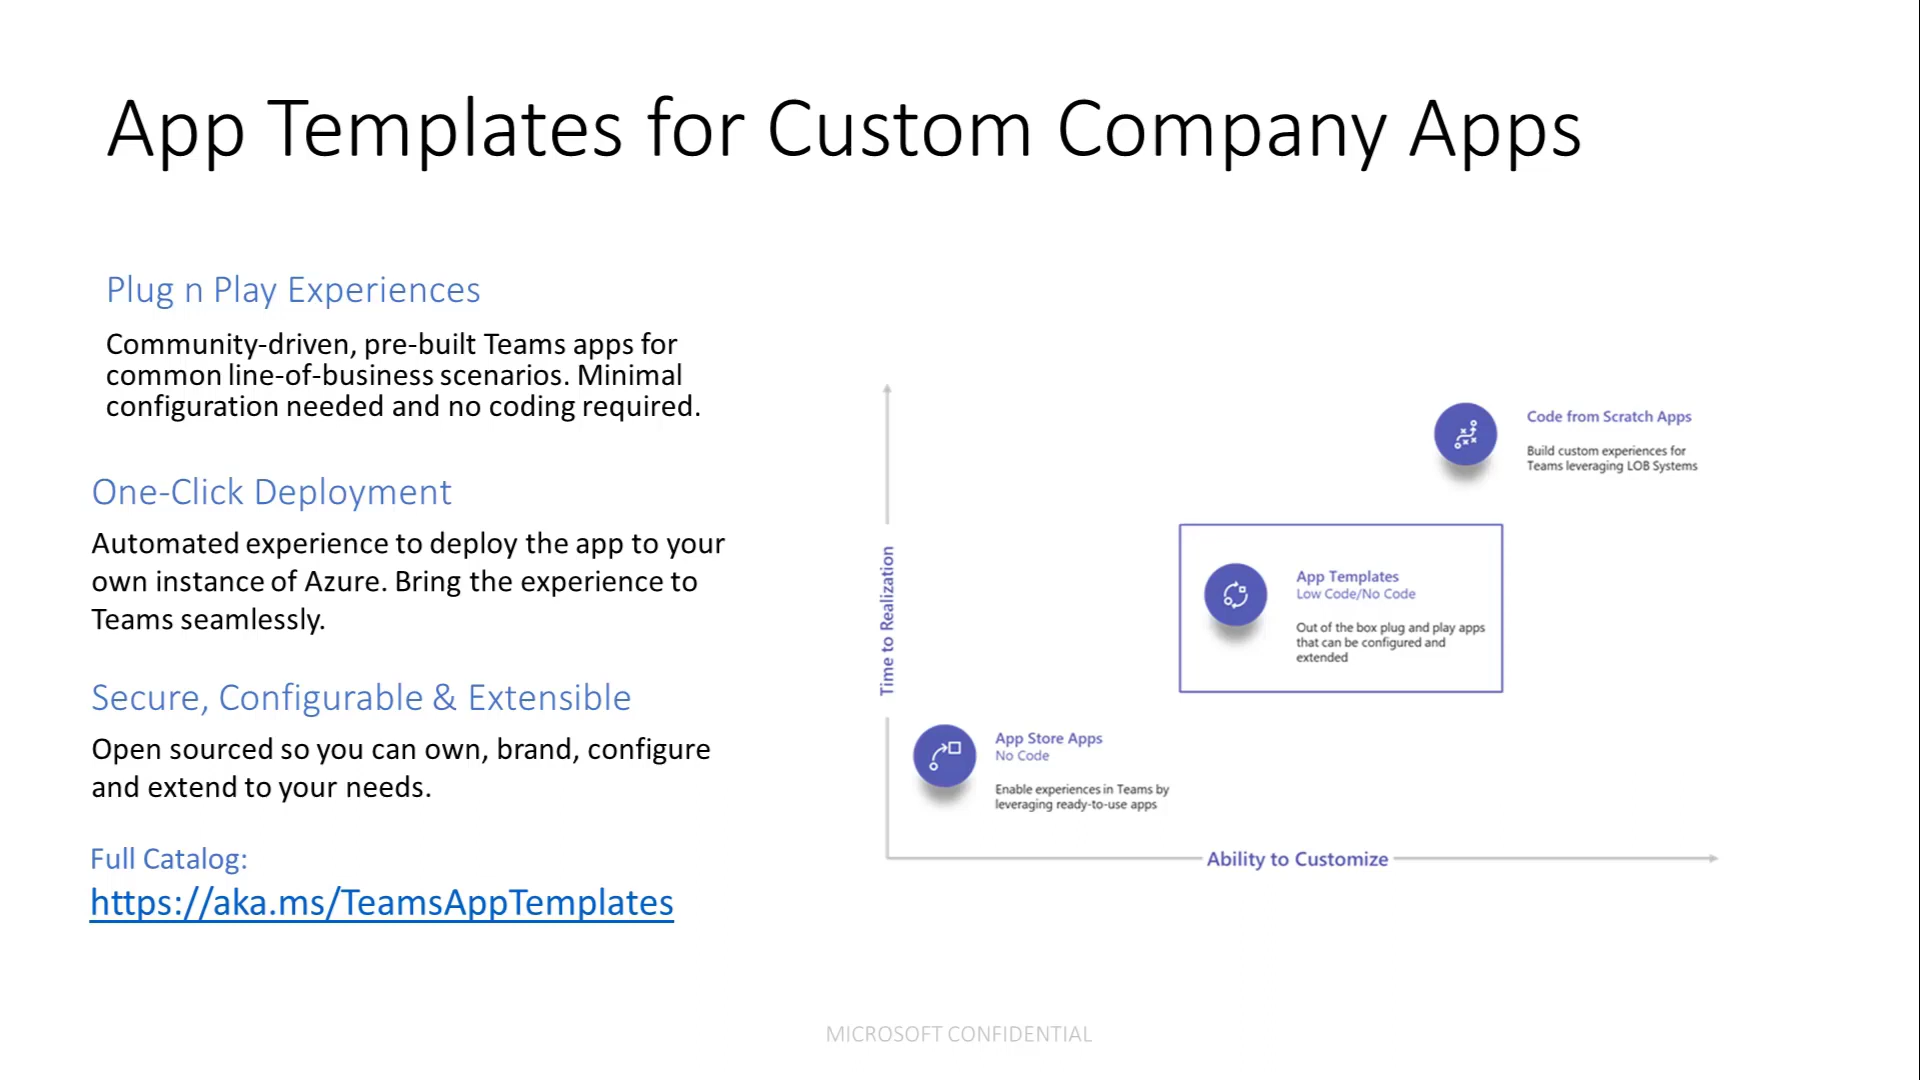 App Templates for Custom Company Apps
Plug n Play Experiences
Community-driven, pre-built Teams apps for
common line-of-business scenarios. Minimal
configuration needed and no coding required.
One-Click Deployment
Automated experience to deploy the app to your
own instance of Azure. Bring the experience to
Teams seamlessly.
Secure, Configurable & Extensible
Open sourced so you can own, brand, configure
and extend to your needs.
Full Catalog:
https://aka.ms/TeamsAppTemplates
Time to Realization
Code from Scratch Apps
Build custom experiences for
Teams leveraging LOB Systems
App Templates
Low Code/No Code
Out of the box plug and play apps
that can be configured and
extended
App Store Apps
No Code
Enable experiences in Teams by
leveraging ready-to-use apps
Ability to Customize
MICROSOFT CONFIDENTIAL